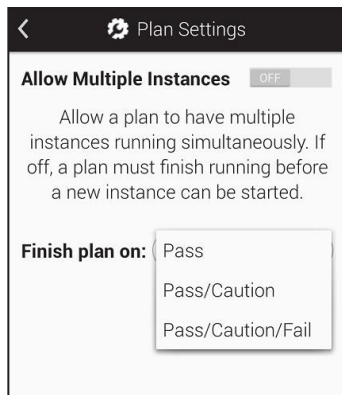 Plan Settings
Allow Multiple Instances OFF
Allow a plan to have multiple
instances running simultaneously. If
off, a plan must finish running before
a new instance can be started.
Finish plan on: Pass
Pass/Caution
Pass/Caution/Fail